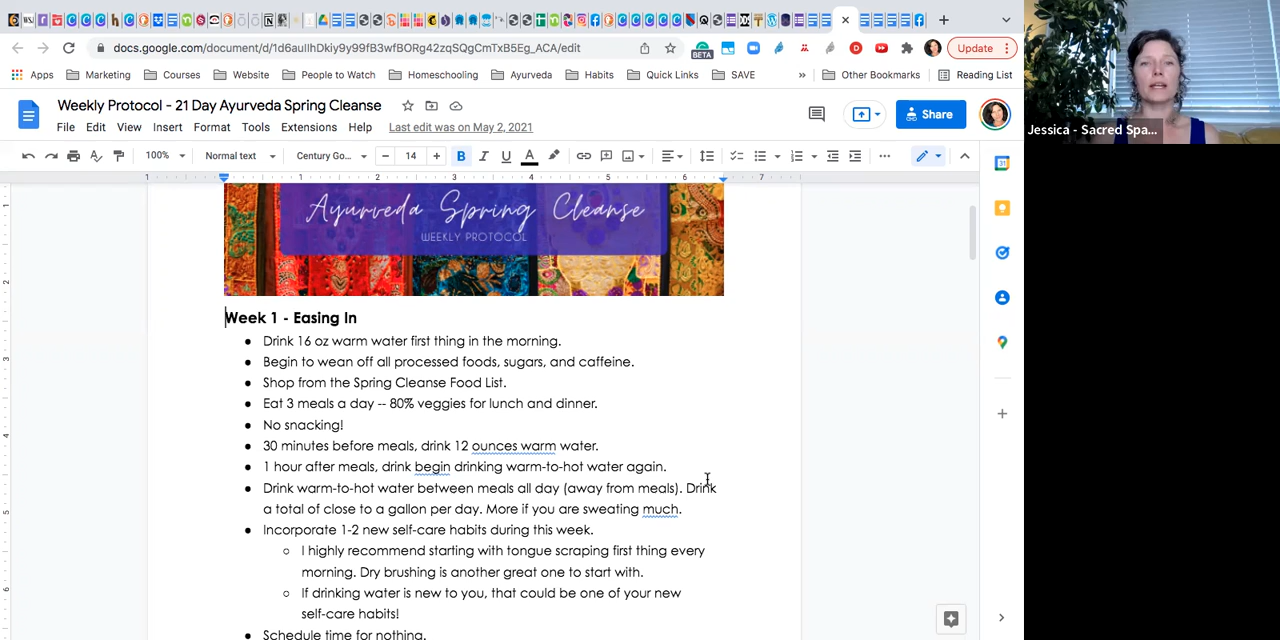 docs.google.com/document/d/1d6auIIhDkiy9y99fB3wfBORg42zqSQgCmTxB5Eg_ACA/edit
BETA
Update
Apps
Marketing
Courses
Website
People to Watch
Homeschooling
Ayurveda
Habits
Quick Links
SAVE
»
Other Bookmarks
Reading List
Jessica - Sacred Spa...
Weekly Protocol - 21 Day Ayurveda Spring Cleanse
File Edit View Insert Format Tools Extensions Help Last edit was on May 2, 2021
Share
100% Normal text Century Go... 14 B I U A
1 1 2 3 4 5 6 7
Ayurveda Spring Cleanse
WEEKLY PROTOCOL
Week 1 - Easing In
● Drink 16 oz warm water first thing in the morning.
● Begin to wean off all processed foods, sugars, and caffeine.
● Shop from the Spring Cleanse Food List.
● Eat 3 meals a day -- 80% veggies for lunch and dinner.
● No snacking!
● 30 minutes before meals, drink 12 ounces warm water.
● 1 hour after meals, drink begin drinking warm-to-hot water again.
● Drink warm-to-hot water between meals all day (away from meals). Drink
a total of close to a gallon per day. More if you are sweating much.
● Incorporate 1-2 new self-care habits during this week.
○ I highly recommend starting with tongue scraping first thing every
morning. Dry brushing is another great one to start with.
○ If drinking water is new to you, that could be one of your new
self-care habits!
● Schedule time for nothing.